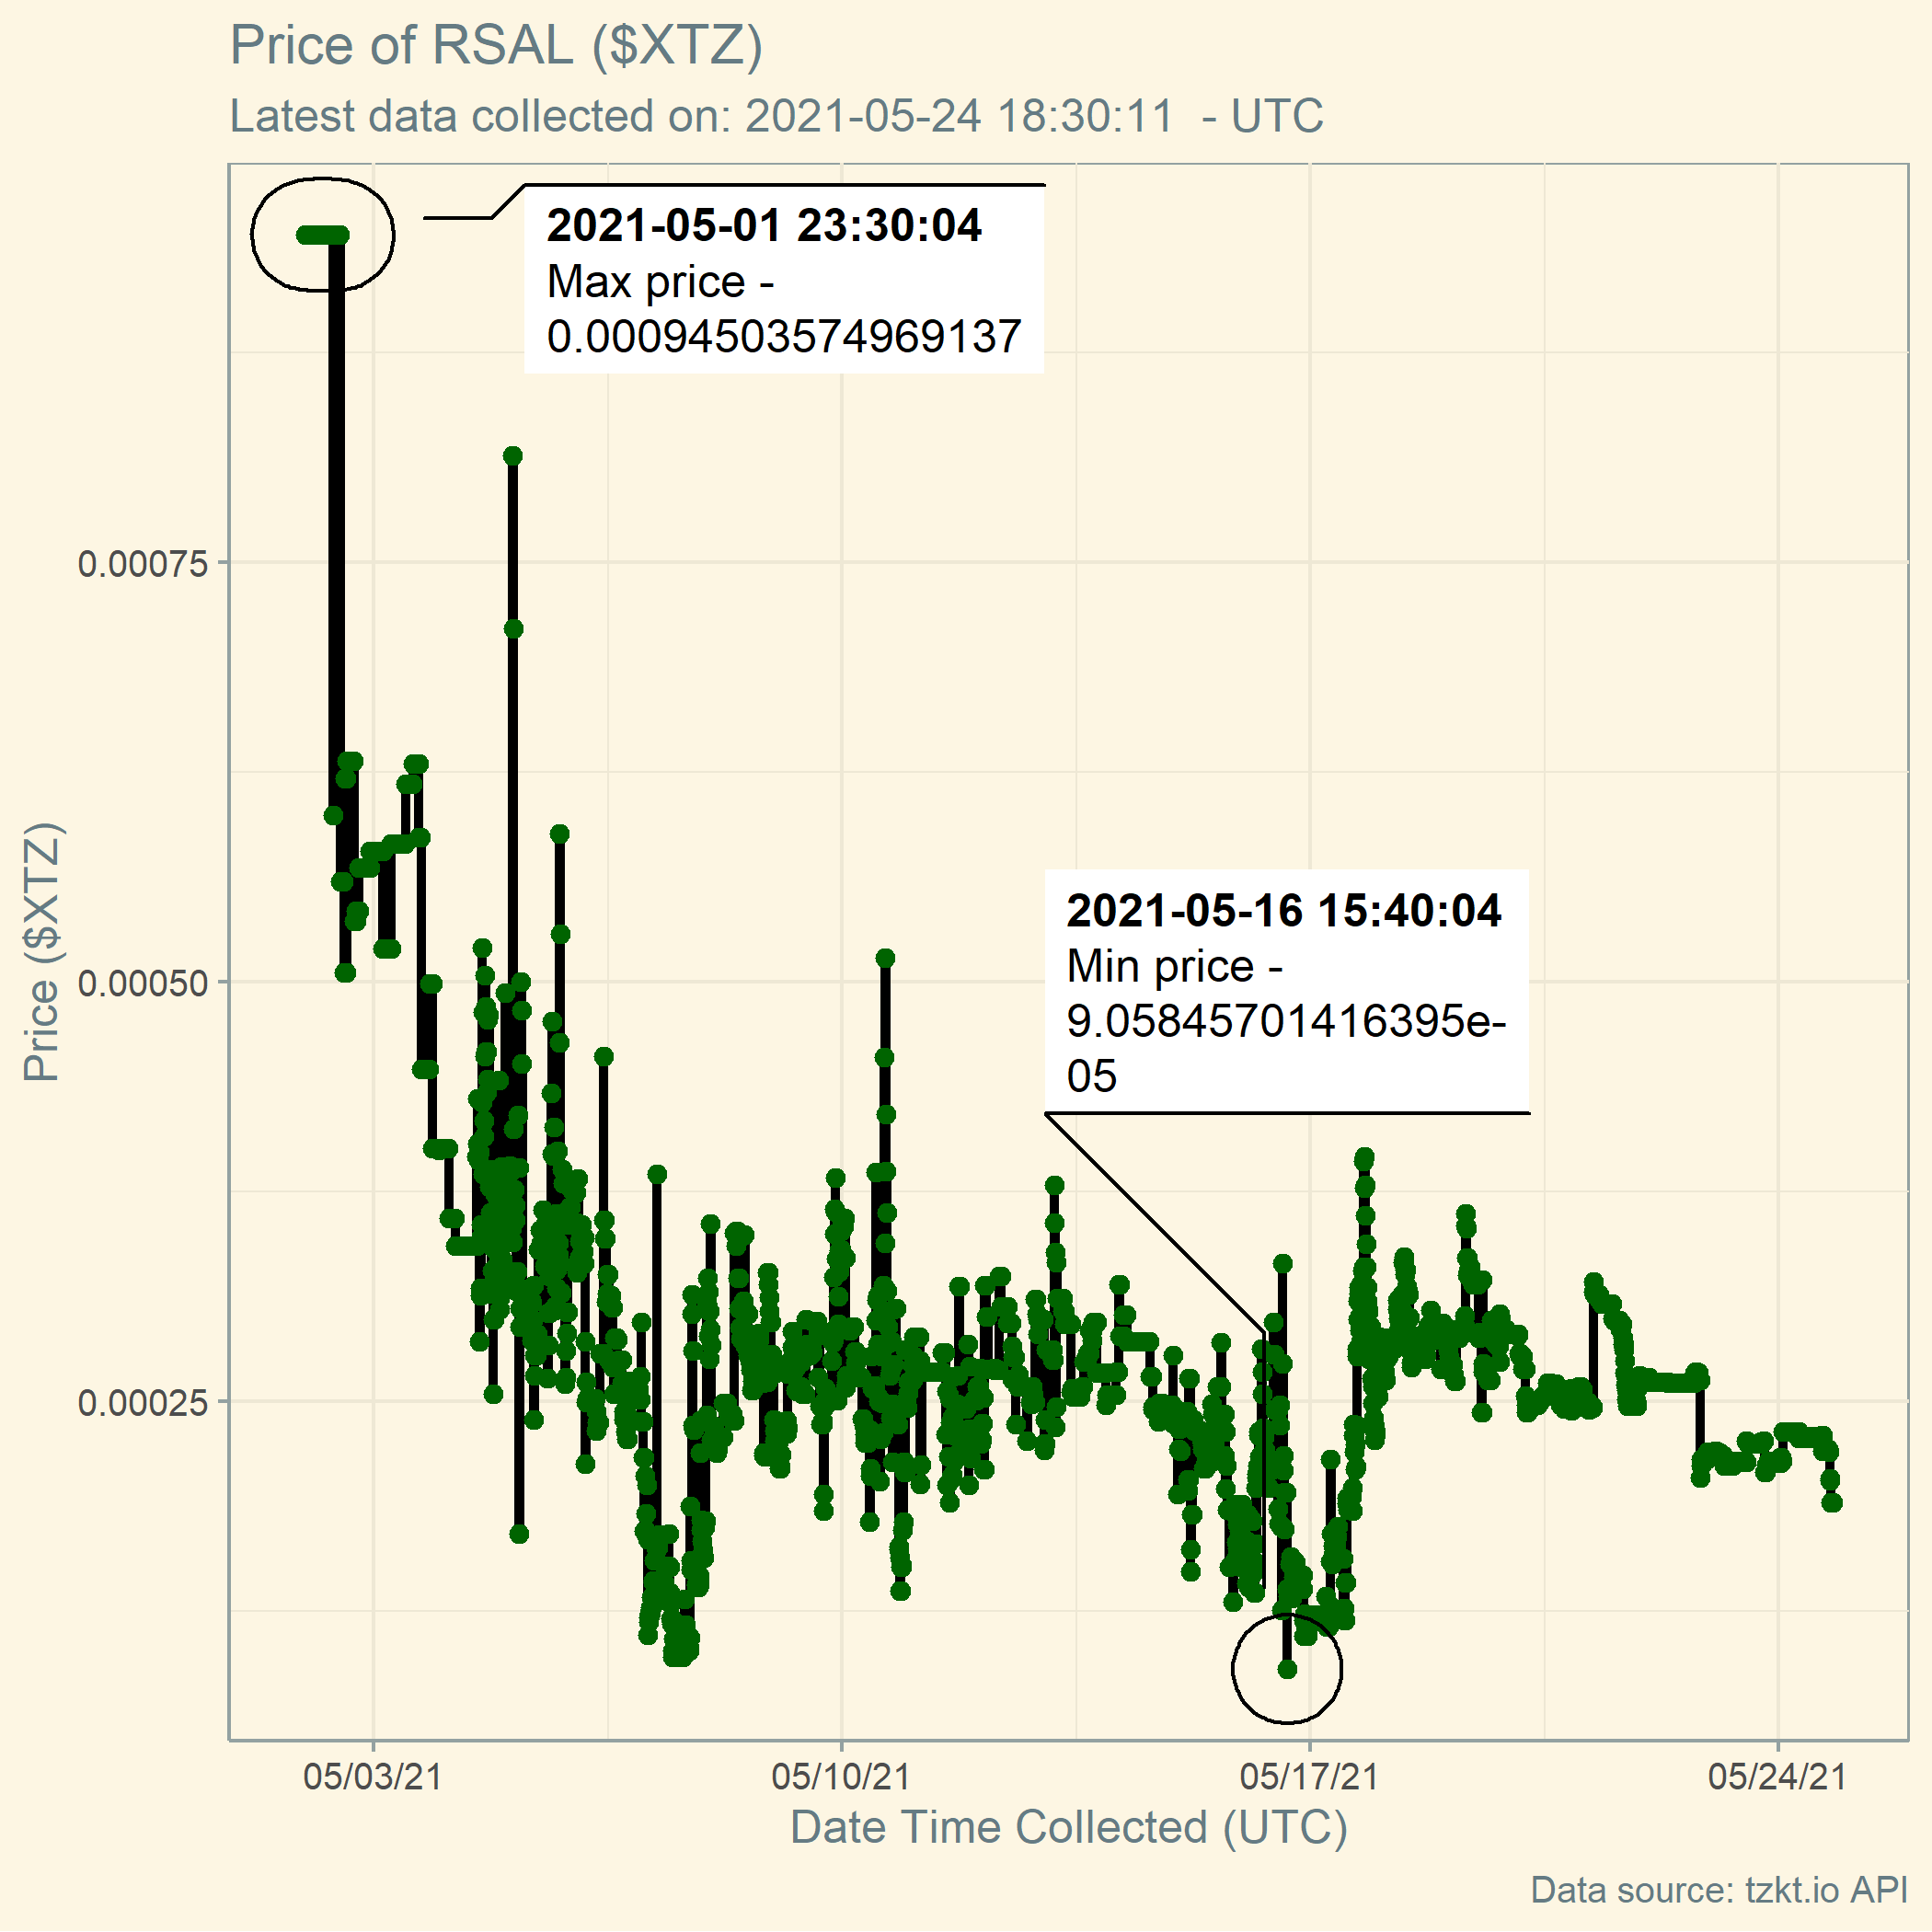 Price of RSAL ($XTZ)
Latest data collected on: 2021-05-24 18:30:11  - UTC
2021-05-01 23:30:04
Max price -
0.00094503574969137
0.00075
2021-05-16 15:40:04
Min price -
9.05845701416395e-
05
0.00050
0.00025
Price ($XTZ)
05/03/21
05/10/21
05/17/21
05/24/21
Date Time Collected (UTC)
Data source: tzkt.io API